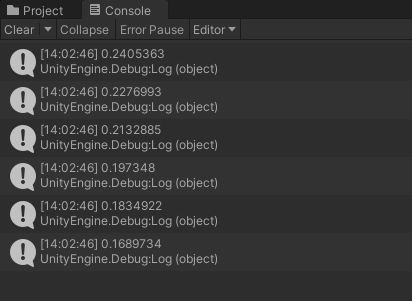 Project Console
Clear Collapse Error Pause Editor
[14:02:46] 0.2405363
UnityEngine.Debug:Log (object)
[14:02:46] 0.2276993
UnityEngine.Debug:Log (object)
[14:02:46] 0.2132885
UnityEngine.Debug:Log (object)
[14:02:46] 0.197348
UnityEngine.Debug:Log (object)
[14:02:46] 0.1834922
UnityEngine.Debug:Log (object)
[14:02:46] 0.1689734
UnityEngine.Debug:Log (object)